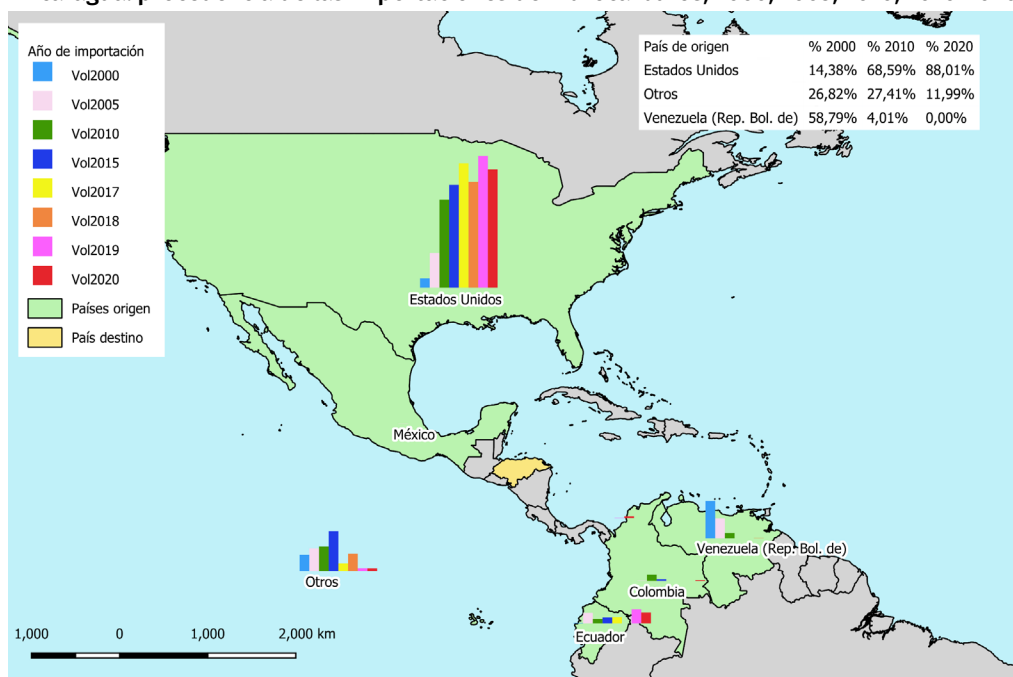 Año de importación
Vol2000
Vol2005
Vol2010
Vol2015
Vol2017
Vol2018
Vol2019
Vol2020
Países origen
País destino
País de origen % 2000 % 2010 % 2020
Estados Unidos 14,38% 68,59% 88,01%
Otros 26,82% 27,41% 11,99%
Venezuela (Rep. Bol. de) 58,79% 4,01% 0,00%
Estados Unidos
México
Venezuela (Rep. Bol. de)
Otros
Colombia
Ecuador
1,000 0 1,000 2,000 km